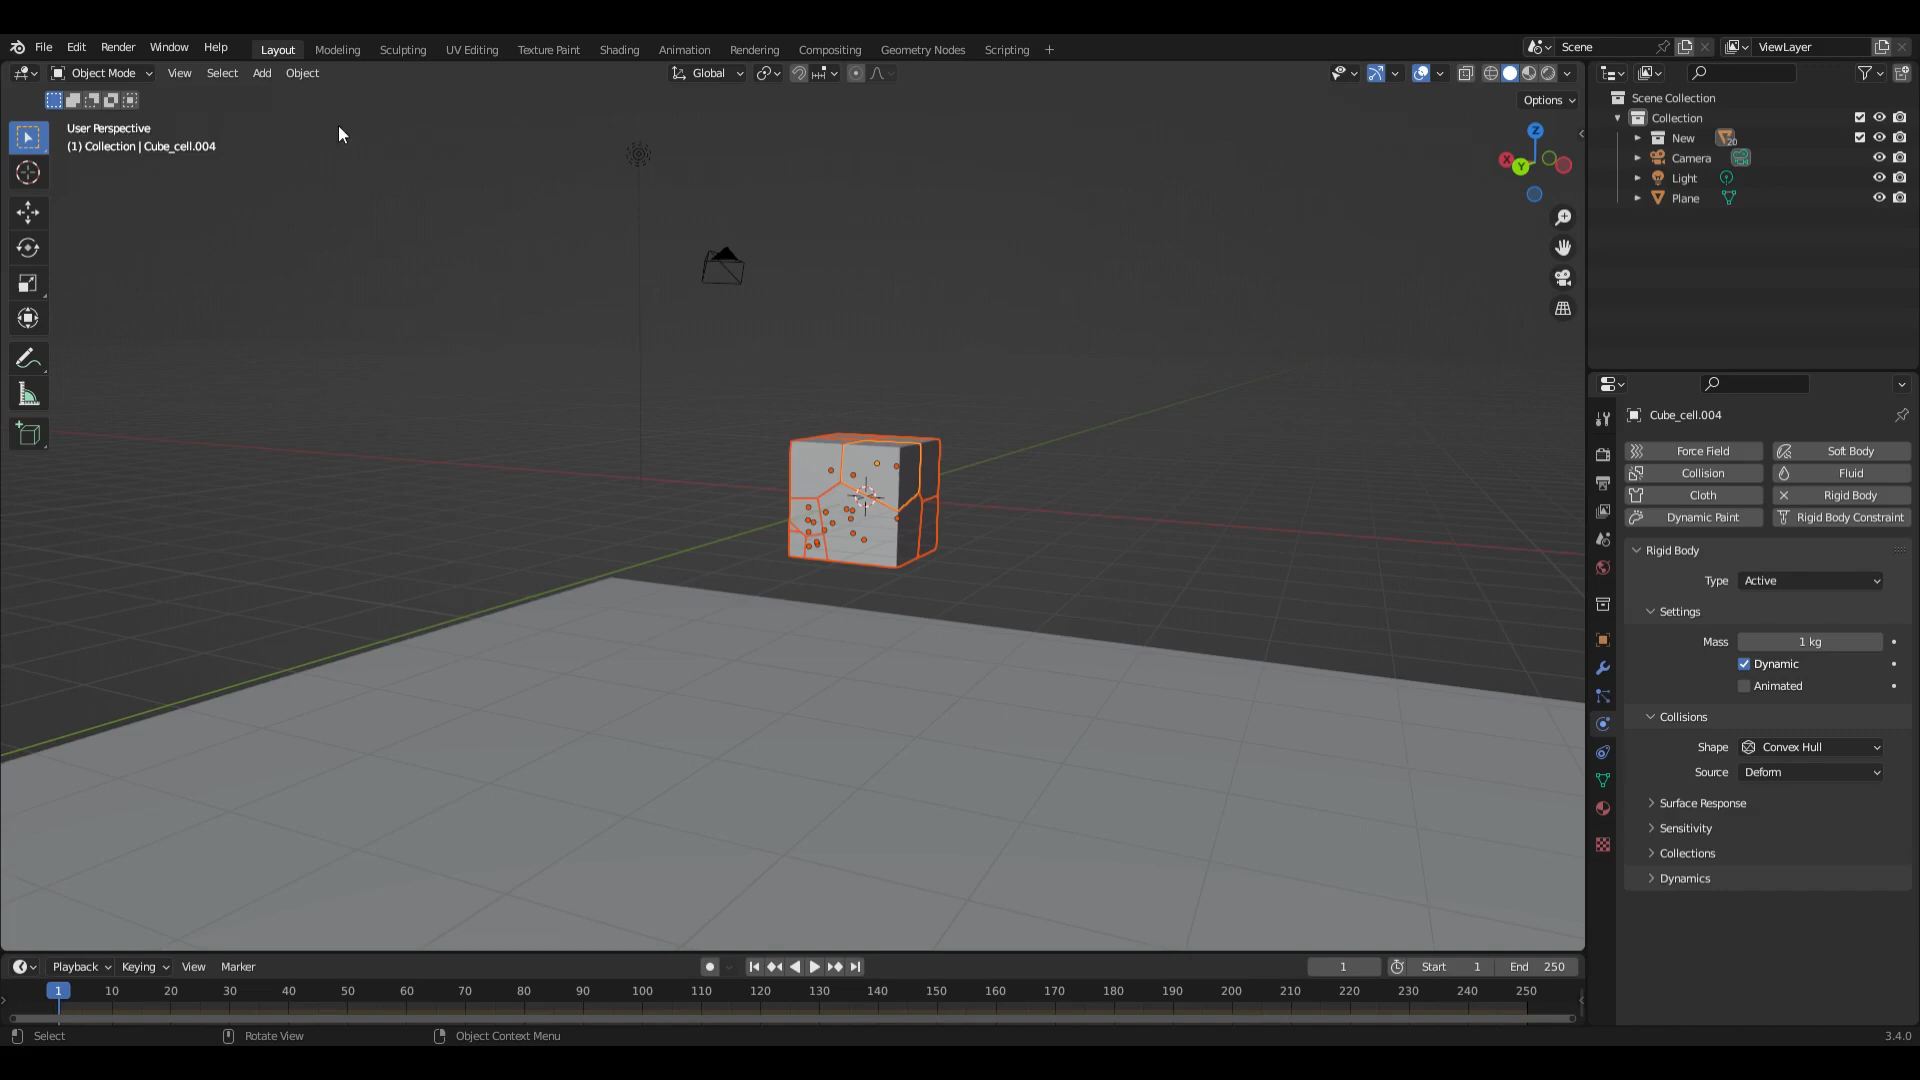 File Edit Render Window Help Layout Modeling Sculpting UV Editing Texture Paint Shading Animation Rendering Compositing Geometry Nodes Scripting + Scene ViewLayer
Object Mode View Select Add Object Global
Options
User Perspective
(1) Collection | Cube_cell.004
Z
X
Y
Scene Collection
Collection
New 20
Camera
Light
Plane
Cube_cell.004
Force Field Soft Body
Collision Fluid
Cloth Rigid Body
Dynamic Paint Rigid Body Constraint
Rigid Body
Type Active
Settings
Mass 1 kg
Dynamic
Animated
Collisions
Shape Convex Hull
Source Deform
Surface Response
Sensitivity
Collections
Dynamics
Playback Keying View Marker 1 Start 1 End 250
1 10 20 30 40 50 60 70 80 90 100 110 120 130 140 150 160 170 180 190 200 210 220 230 240 250
Select Rotate View Object Context Menu 3.4.0